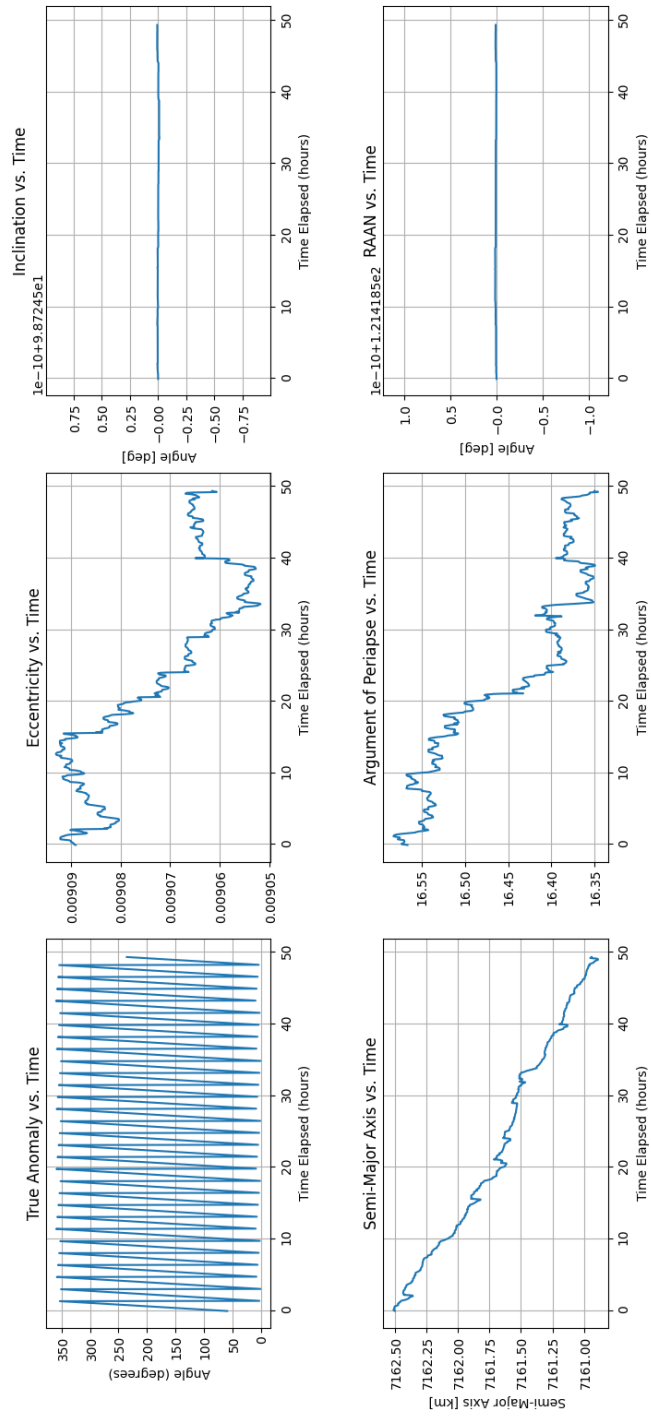 True Anomaly vs. Time
Angle (degrees)
350
300
250
200
150
100
50
0
0 10 20 30 40 50
Time Elapsed (hours)
Eccentricity vs. Time
0.00909
0.00908
0.00907
0.00906
0.00905
0 10 20 30 40 50
Time Elapsed (hours)
Inclination vs. Time
1e−10+9.87245e1
Angle [deg]
0.75
0.50
0.25
−0.00
−0.25
−0.50
−0.75
0 10 20 30 40 50
Time Elapsed (hours)
Semi-Major Axis vs. Time
Semi-Major Axis [km]
7162.50
7162.25
7162.00
7161.75
7161.50
7161.25
7161.00
0 10 20 30 40 50
Time Elapsed (hours)
Argument of Periapse vs. Time
16.55
16.50
16.45
16.40
16.35
0 10 20 30 40 50
Time Elapsed (hours)
RAAN vs. Time
1e−10+1.214185e2
Angle [deg]
1.0
0.5
−0.0
−0.5
−1.0
0 10 20 30 40 50
Time Elapsed (hours)